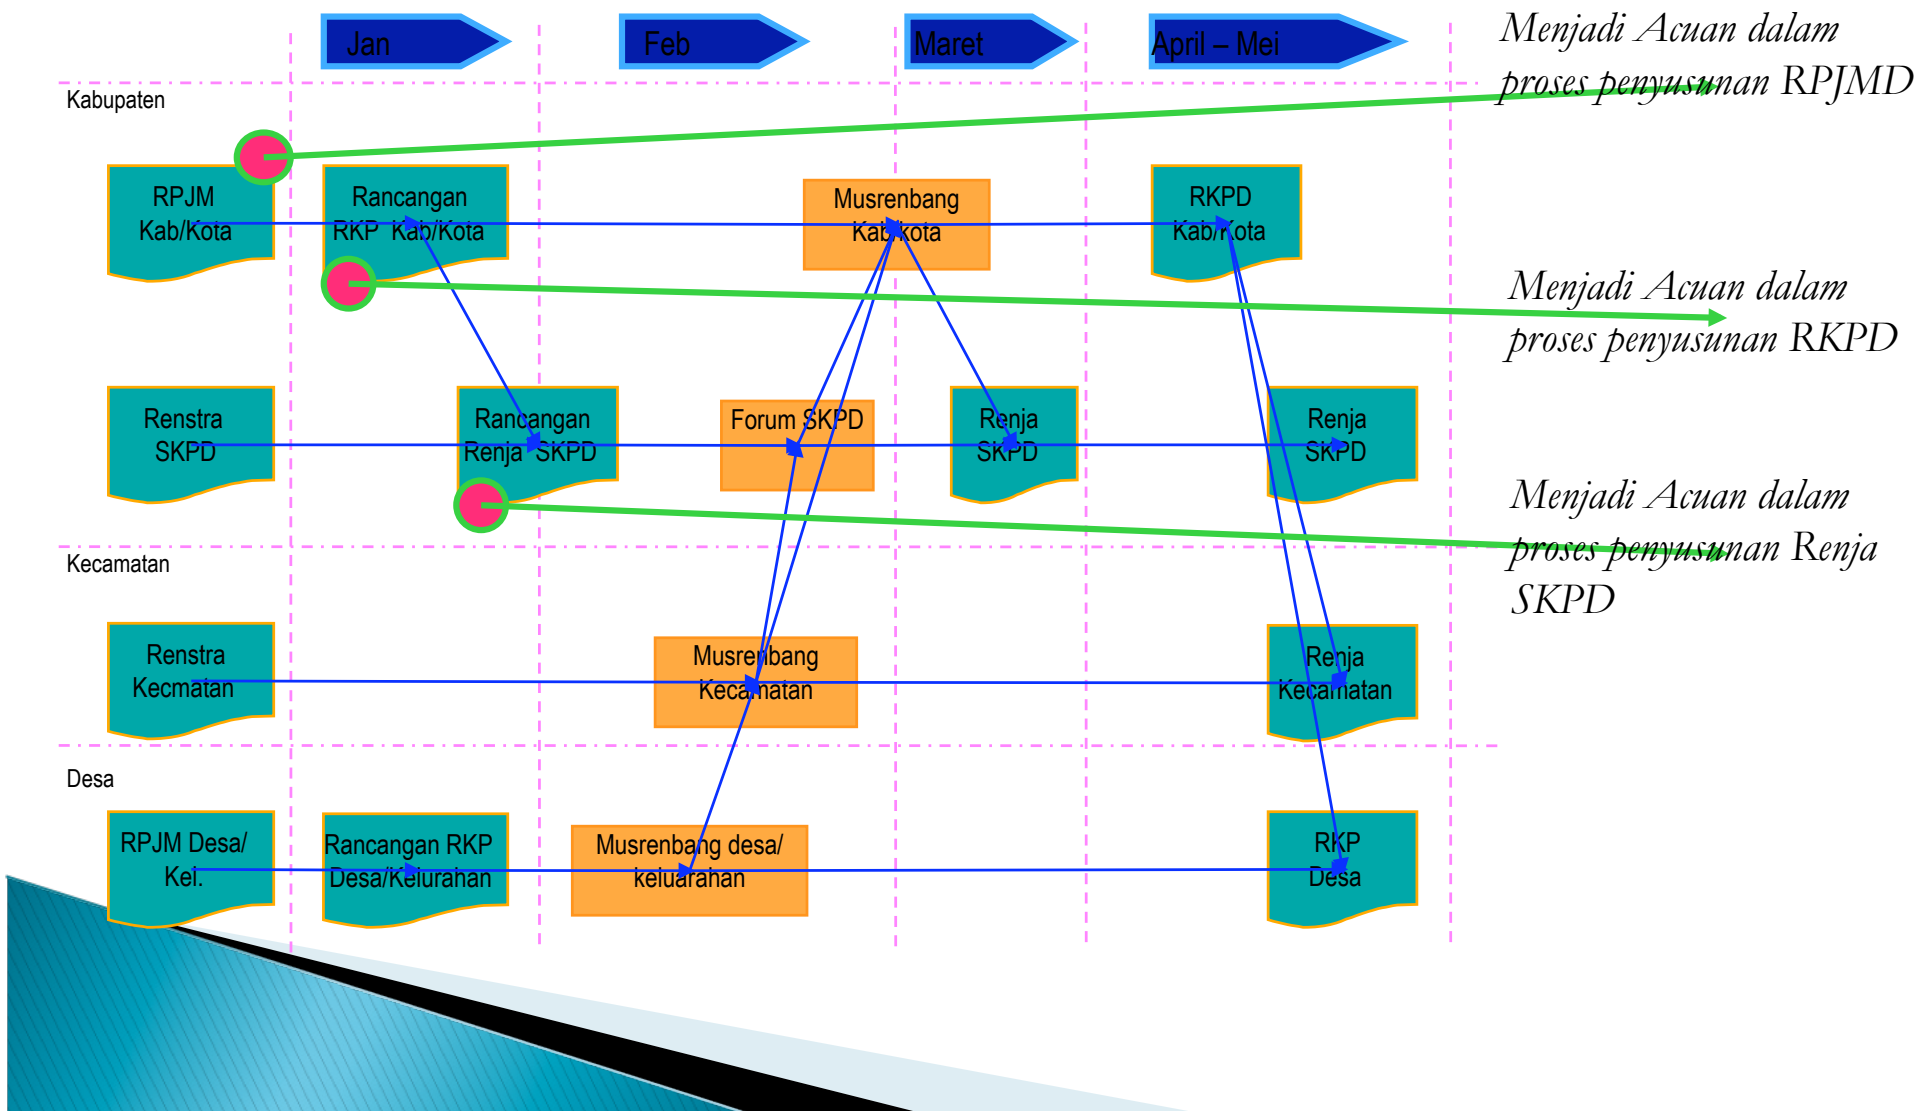 Jan
Feb
Maret
April – Mei
Menjadi Acuan dalam
proses penyusunan RPJMD
Kabupaten
RPJM
Kab/Kota
Rancangan
RKP Kab/Kota
Musrenbang
Kab/kota
RKPD
Kab/Kota
Menjadi Acuan dalam
proses penyusunan RKPD
Renstra
SKPD
Rancangan
Renja SKPD
Forum SKPD
Renja
SKPD
Renja
SKPD
Menjadi Acuan dalam
proses penyusunan Renja
SKPD
Kecamatan
Renstra
Kecmatan
Musrenbang
Kecamatan
Renja
Kecamatan
Desa
RPJM Desa/
Kel.
Rancangan RKP
Desa/Kelurahan
Musrenbang desa/
keluarahan
RKP
Desa